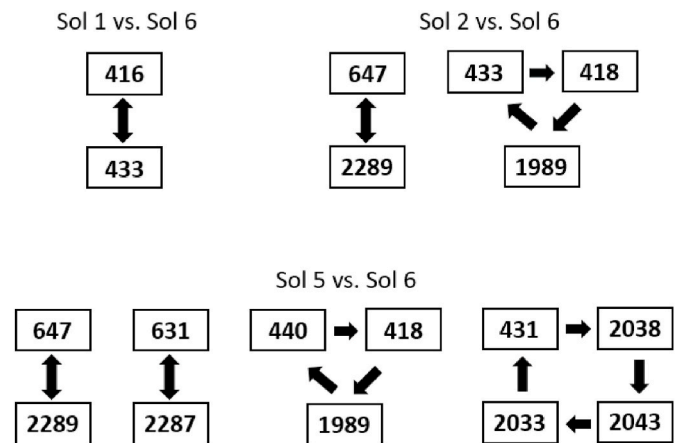 Sol 1 vs. Sol 6
416
433
Sol 2 vs. Sol 6
647 433 418
2289 1989
Sol 5 vs. Sol 6
647 631 440 418 431 2038
2289 2287 1989 2033 2043